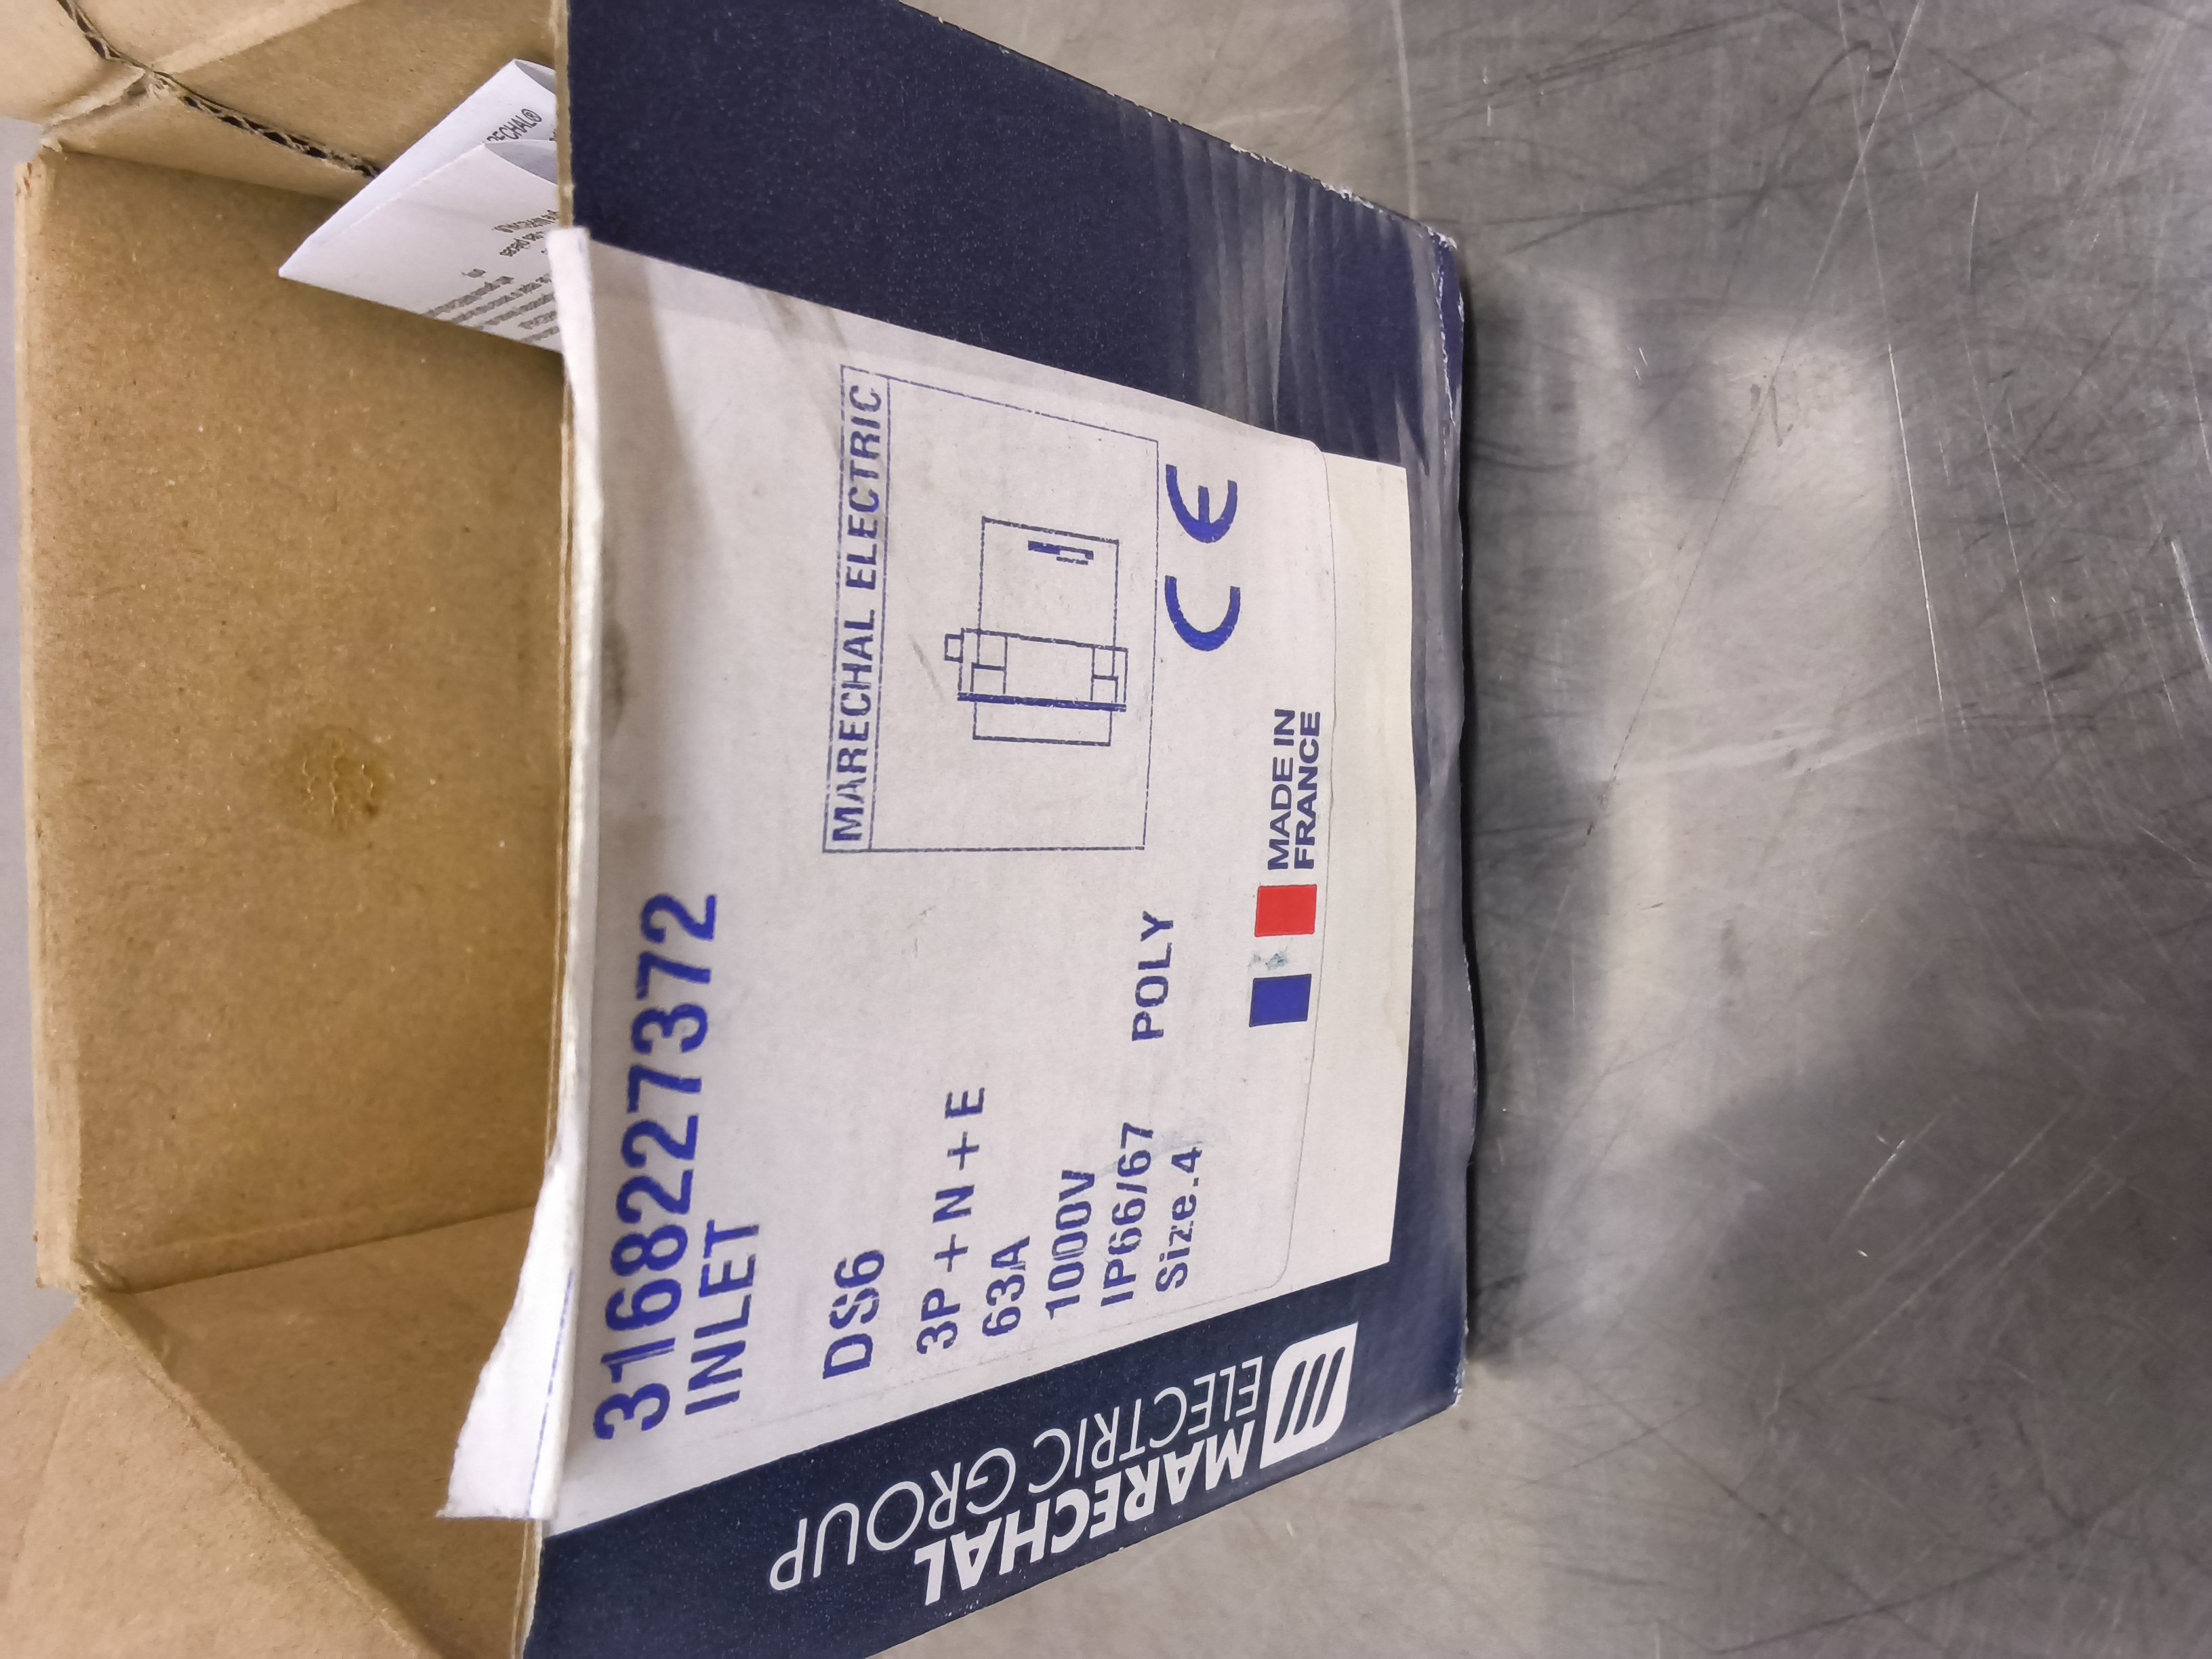 3168227372
INLET
DS6
3P+N+E
63A
1000V
IP66/67 POLY
Size.4
MARECHAL ELECTRIC
CE
MADE IN
FRANCE
MARECHAL
ELECTRIC GROUP